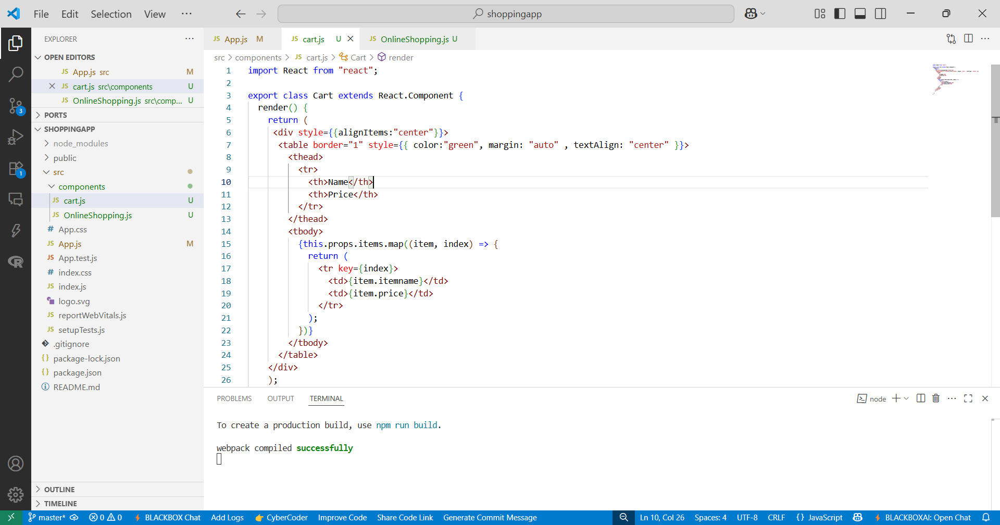 File Edit Selection View ··· shoppingapp
EXPLORER ···
OPEN EDITORS
JS App.js src M
JS cart.js src\components U
JS OnlineShopping.js src\comp... U
PORTS
SHOPPINGAPP
node_modules
public
src
components
JS cart.js U
JS OnlineShopping.js U
# App.css
JS App.js M
JS App.test.js
# index.css
JS index.js
logo.svg
JS reportWebVitals.js
JS setupTests.js
.gitignore
{} package-lock.json
{} package.json
README.md
OUTLINE
TIMELINE
3
1
JS App.js M JS cart.js U JS OnlineShopping.js U
src > components > JS cart.js > Cart > render
1 import React from "react";
2
3 export class Cart extends React.Component {
4 render() {
5 return (
6 <div style={{alignItems:"center"}}>
7 <table border="1" style={{ color:"green", margin: "auto" , textAlign: "center" }}>
8 <thead>
9 <tr>
10 <th>Name</th>
11 <th>Price</th>
12 </tr>
13 </thead>
14 <tbody>
15 {this.props.items.map((item, index) => {
16 return (
17 <tr key={index}>
18 <td>{item.itemname}</td>
19 <td>{item.price}</td>
20 </tr>
21 );
22 })}
23 </tbody>
24 </table>
25 </div>
26 );
PROBLEMS OUTPUT TERMINAL node
To create a production build, use npm run build.
webpack compiled successfully
master* 0 0 BLACKBOX Chat Add Logs CyberCoder Improve Code Share Code Link Generate Commit Message Ln 10, Col 26 Spaces: 4 UTF-8 CRLF {} JavaScript BLACKBOXAI: Open Chat